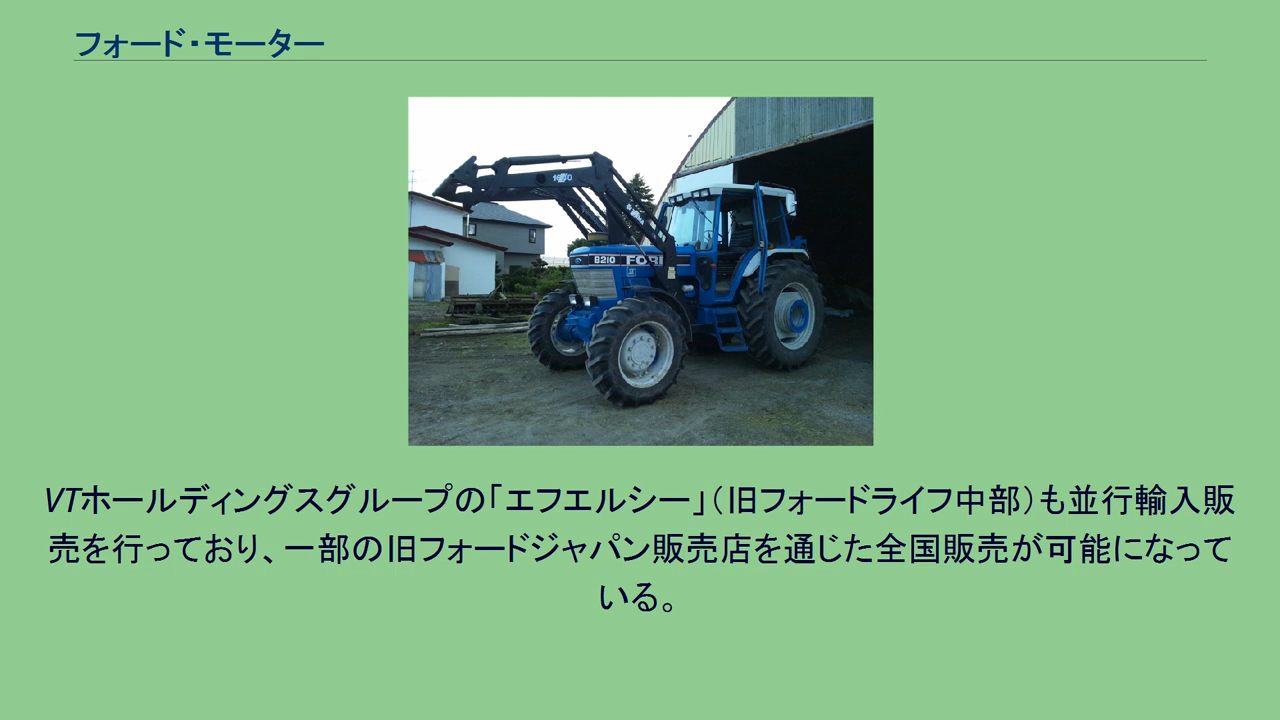 フォード・モーター
8210 FORD
VTホールディングスグループの「エフエルシー」（旧フォードライフ中部）も並行輸入販
売を行っており、一部の旧フォードジャパン販売店を通じた全国販売が可能になって
いる。